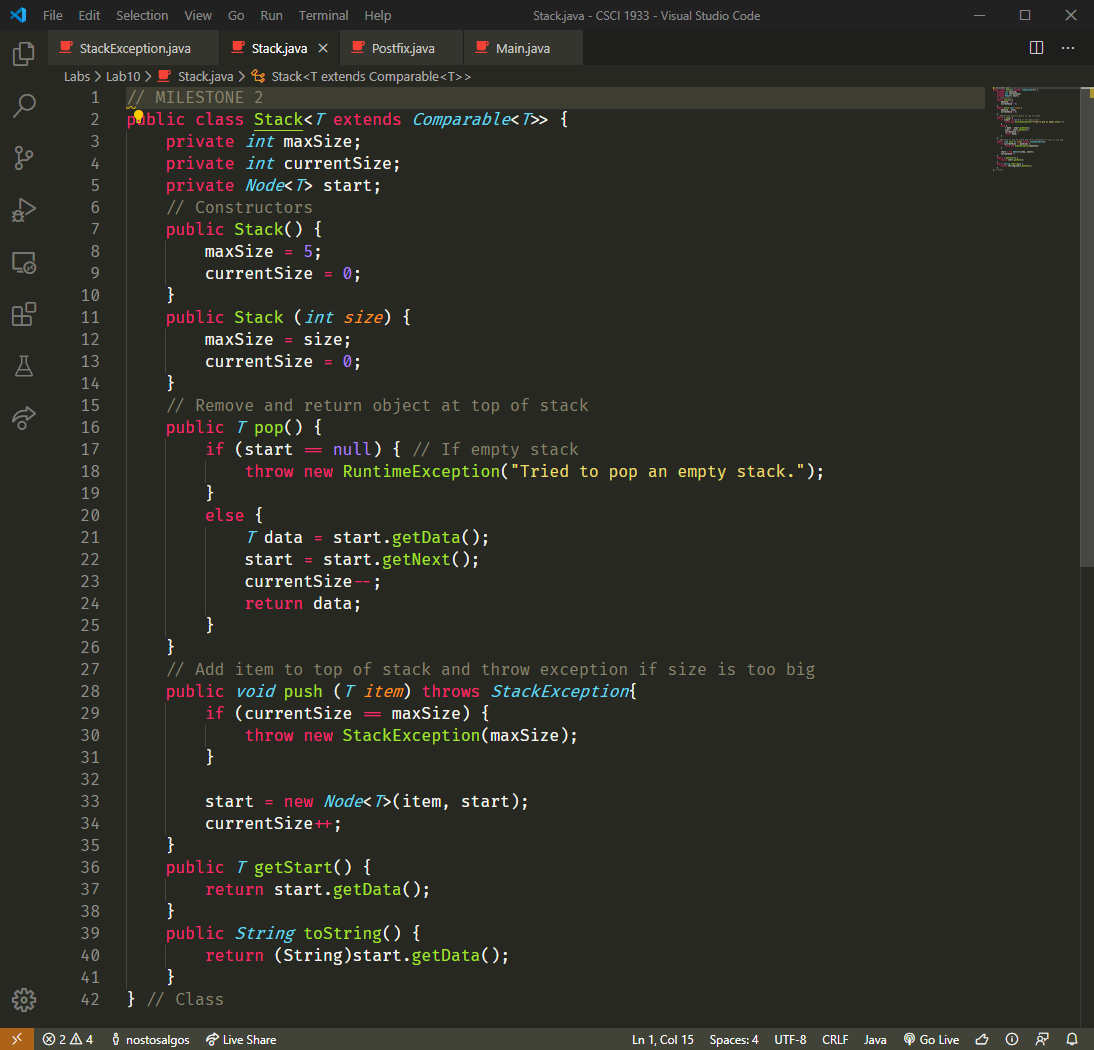 File Edit Selection View Go Run Terminal Help Stack.java - CSCI 1933 - Visual Studio Code
StackException.java Stack.java Postfix.java Main.java
Labs > Lab10 > Stack.java > Stack<T extends Comparable<T>>
1 // MILESTONE 2
2 public class Stack<T extends Comparable<T>> {
3 private int maxSize;
4 private int currentSize;
5 private Node<T> start;
6 // Constructors
7 public Stack() {
8 maxSize = 5;
9 currentSize = 0;
10 }
11 public Stack (int size) {
12 maxSize = size;
13 currentSize = 0;
14 }
15 // Remove and return object at top of stack
16 public T pop() {
17 if (start == null) { // If empty stack
18 throw new RuntimeException("Tried to pop an empty stack.");
19 }
20 else {
21 T data = start.getData();
22 start = start.getNext();
23 currentSize--;
24 return data;
25 }
26 }
27 // Add item to top of stack and throw exception if size is too big
28 public void push (T item) throws StackException{
29 if (currentSize == maxSize) {
30 throw new StackException(maxSize);
31 }
32
33 start = new Node<T>(item, start);
34 currentSize++;
35 }
36 public T getStart() {
37 return start.getData();
38 }
39 public String toString() {
40 return (String)start.getData();
41 }
42 } // Class
2 4 nostosalgos Live Share Ln 1, Col 15 Spaces: 4 UTF-8 CRLF Java Go Live